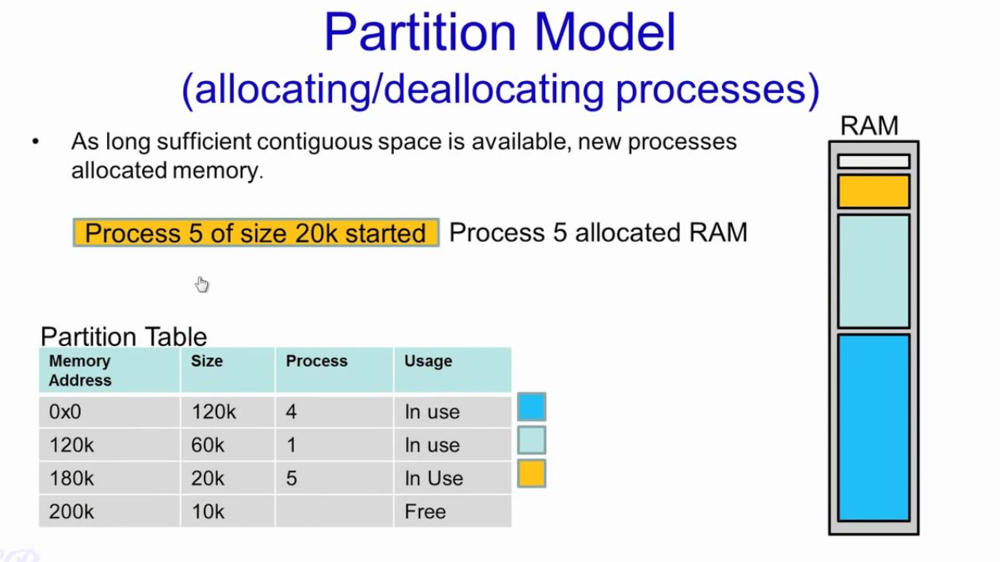 Partition Model
(allocating/deallocating processes)
RAM
• As long sufficient contiguous space is available, new processes
allocated memory.
Process 5 of size 20k started Process 5 allocated RAM
Partition Table
Memory Address Size Process Usage
0x0 120k 4 In use
120k 60k 1 In use
180k 20k 5 In Use
200k 10k Free